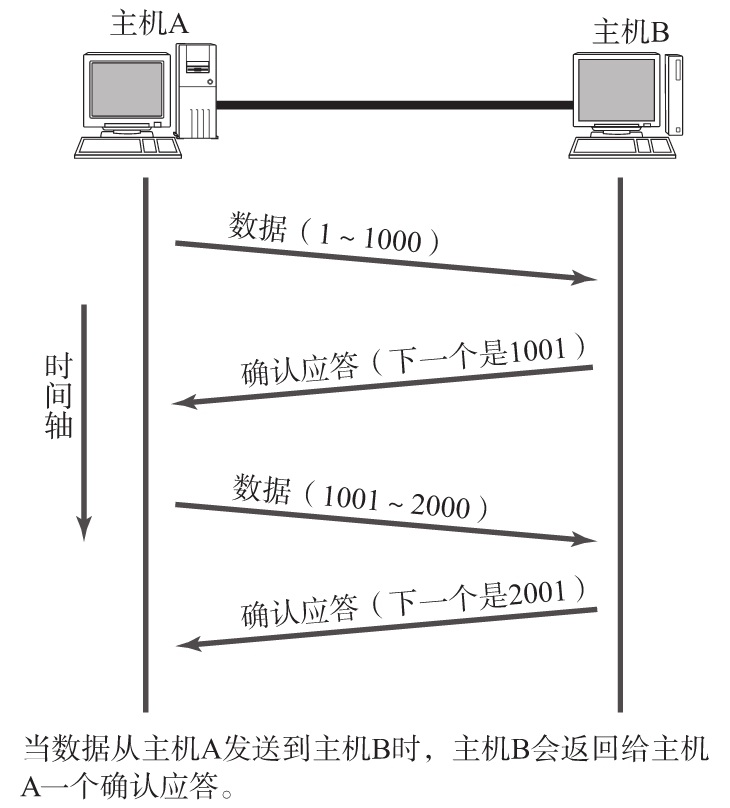 主机A
主机B
数据（1～1000）
确认应答（下一个是1001）
时间轴
数据（1001～2000）
确认应答（下一个是2001）
当数据从主机A发送到主机B时，主机B会返回给主机
A一个确认应答。